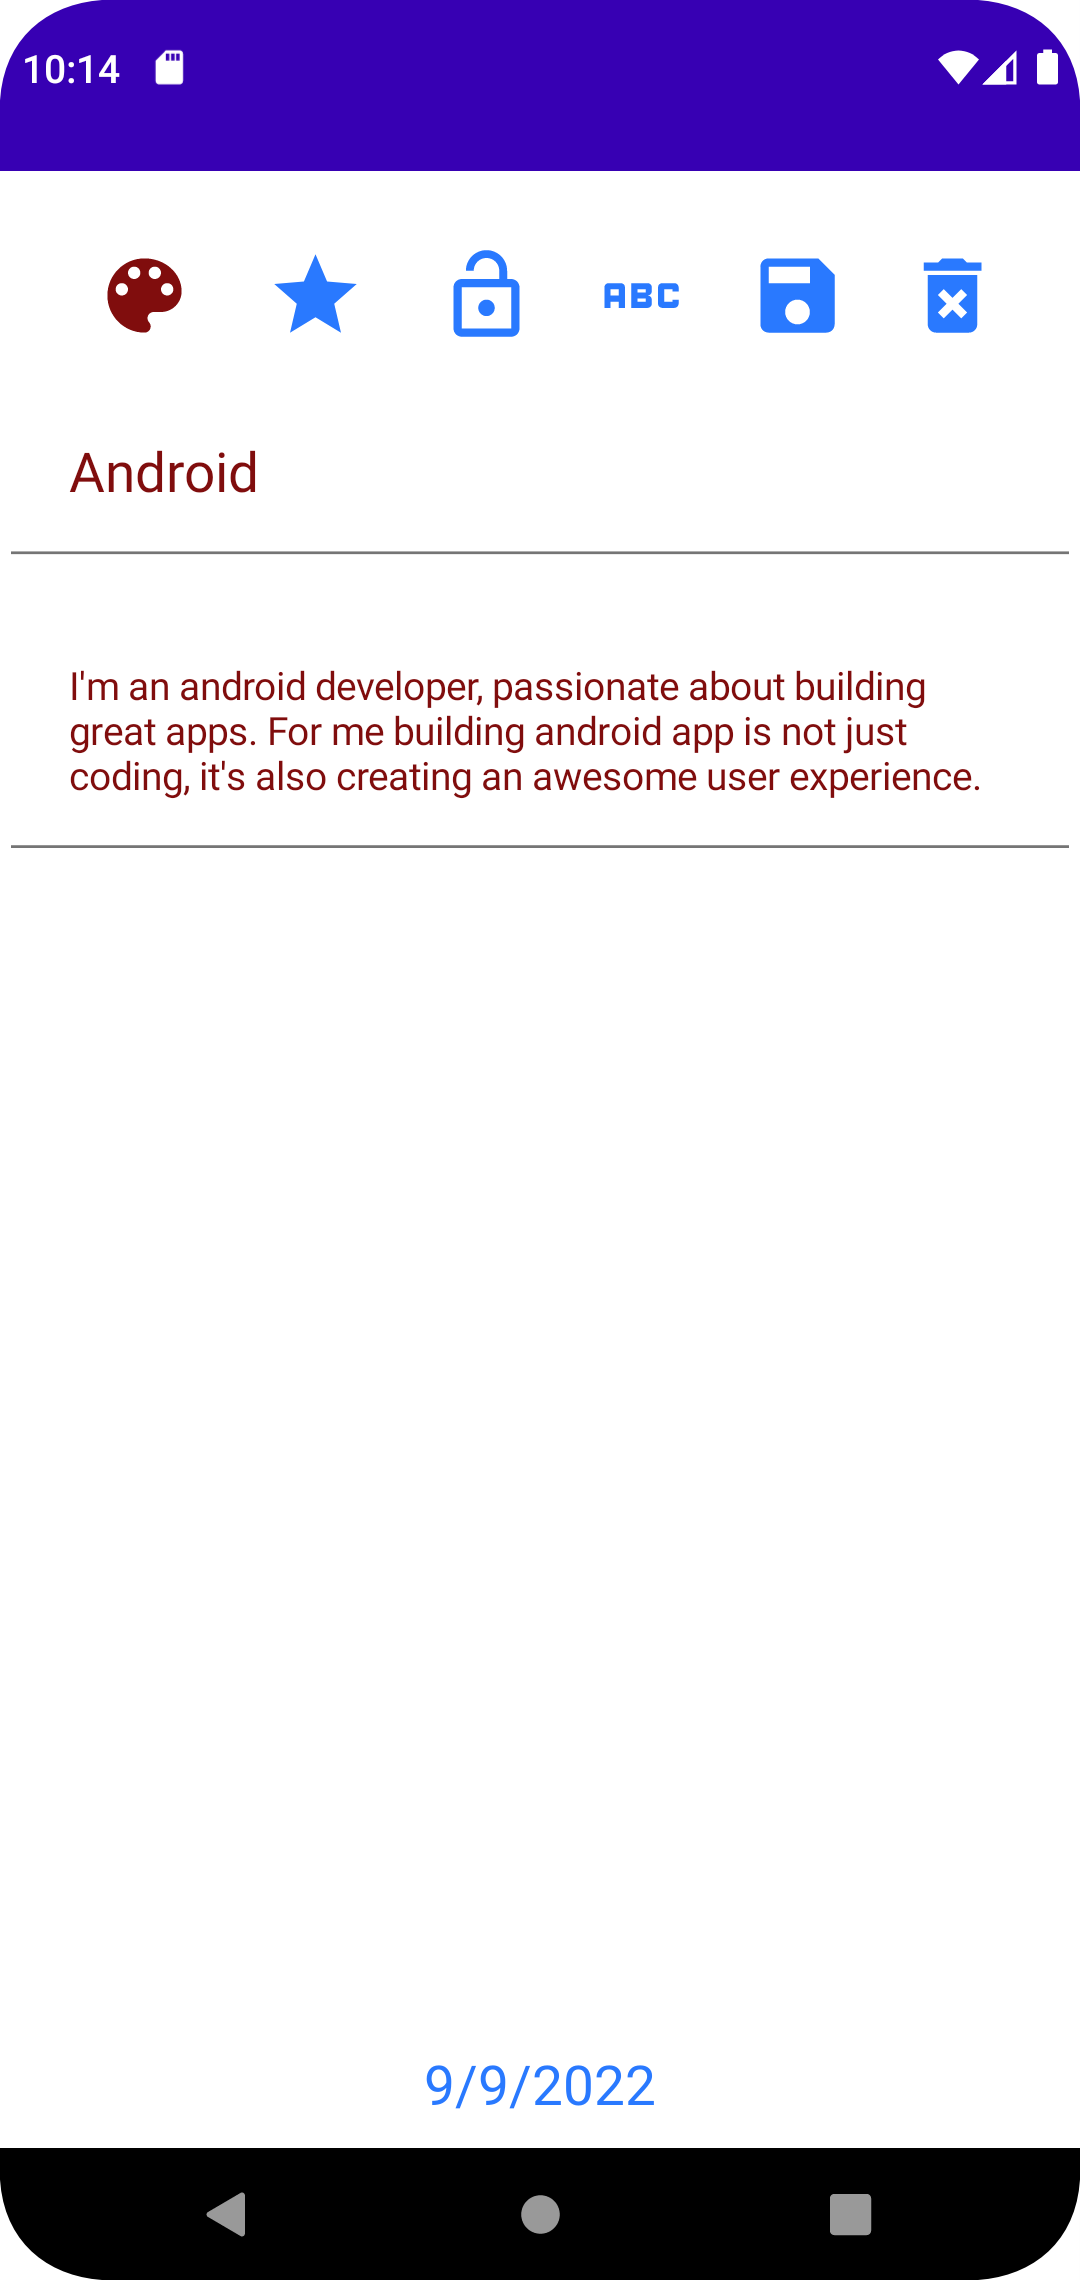 10:14
ABC
Android
I'm an android developer, passionate about building
great apps. For me building android app is not just
coding, it's also creating an awesome user experience.
9/9/2022